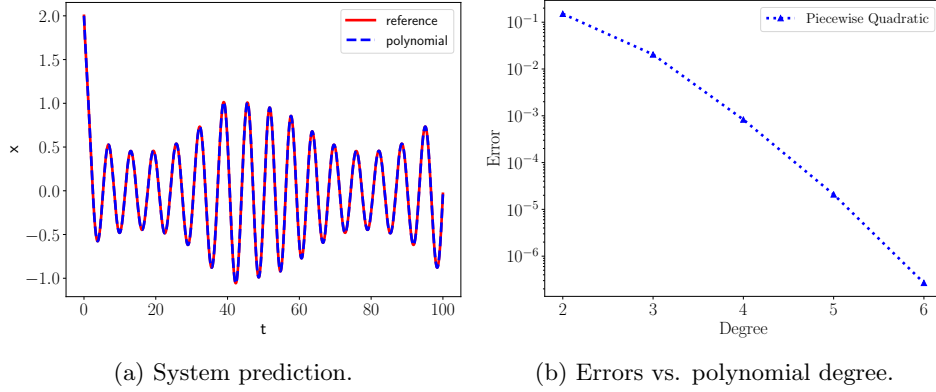 2.0
1.5
1.0
0.5
0.0
−0.5
−1.0
x
0
20
40
60
80
100
t
reference
polynomial
10⁻¹
10⁻²
10⁻³
10⁻⁴
10⁻⁵
10⁻⁶
Error
2
3
4
5
6
Degree
Piecewise Quadratic
(a) System prediction.
(b) Errors vs. polynomial degree.